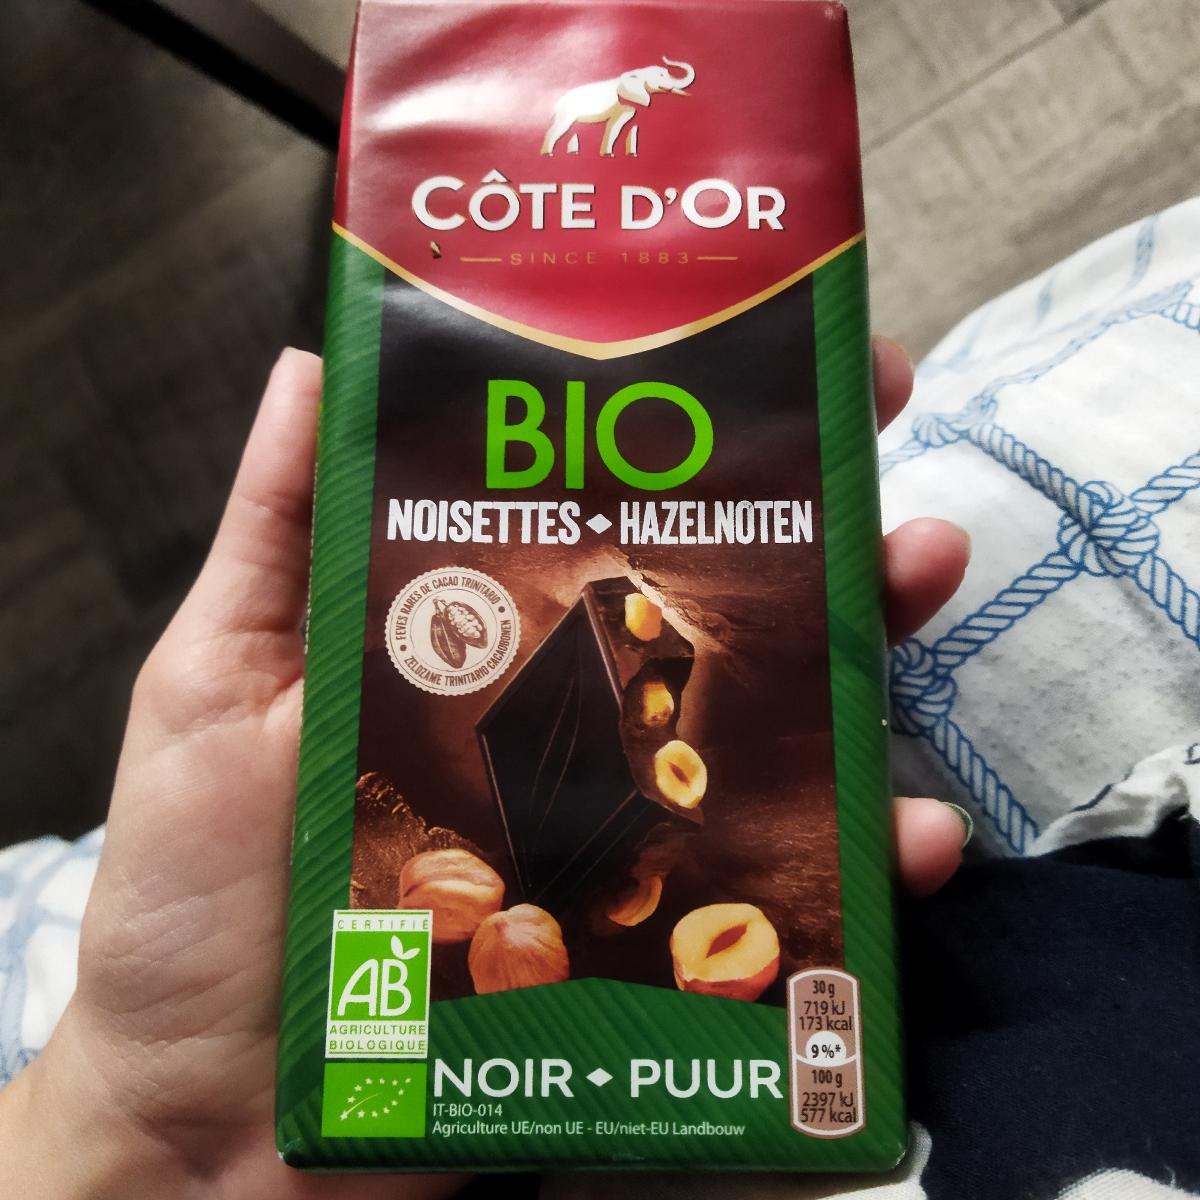 CÔTE D'OR
SINCE 1883
BIO
NOISETTES ◆ HAZELNOTEN
• FEVES RARES DE CACAO TRINITARIO •
ZELDZAME TRINITARIO CACAOBONEN
CERTIFIÉ
AB
AGRICULTURE
BIOLOGIQUE
NOIR ◆ PUUR
IT-BIO-014
Agriculture UE/non UE - EU/niet-EU Landbouw
30 g
719 kJ
173 kcal
9%*
100 g
2397 kJ
577 kcal